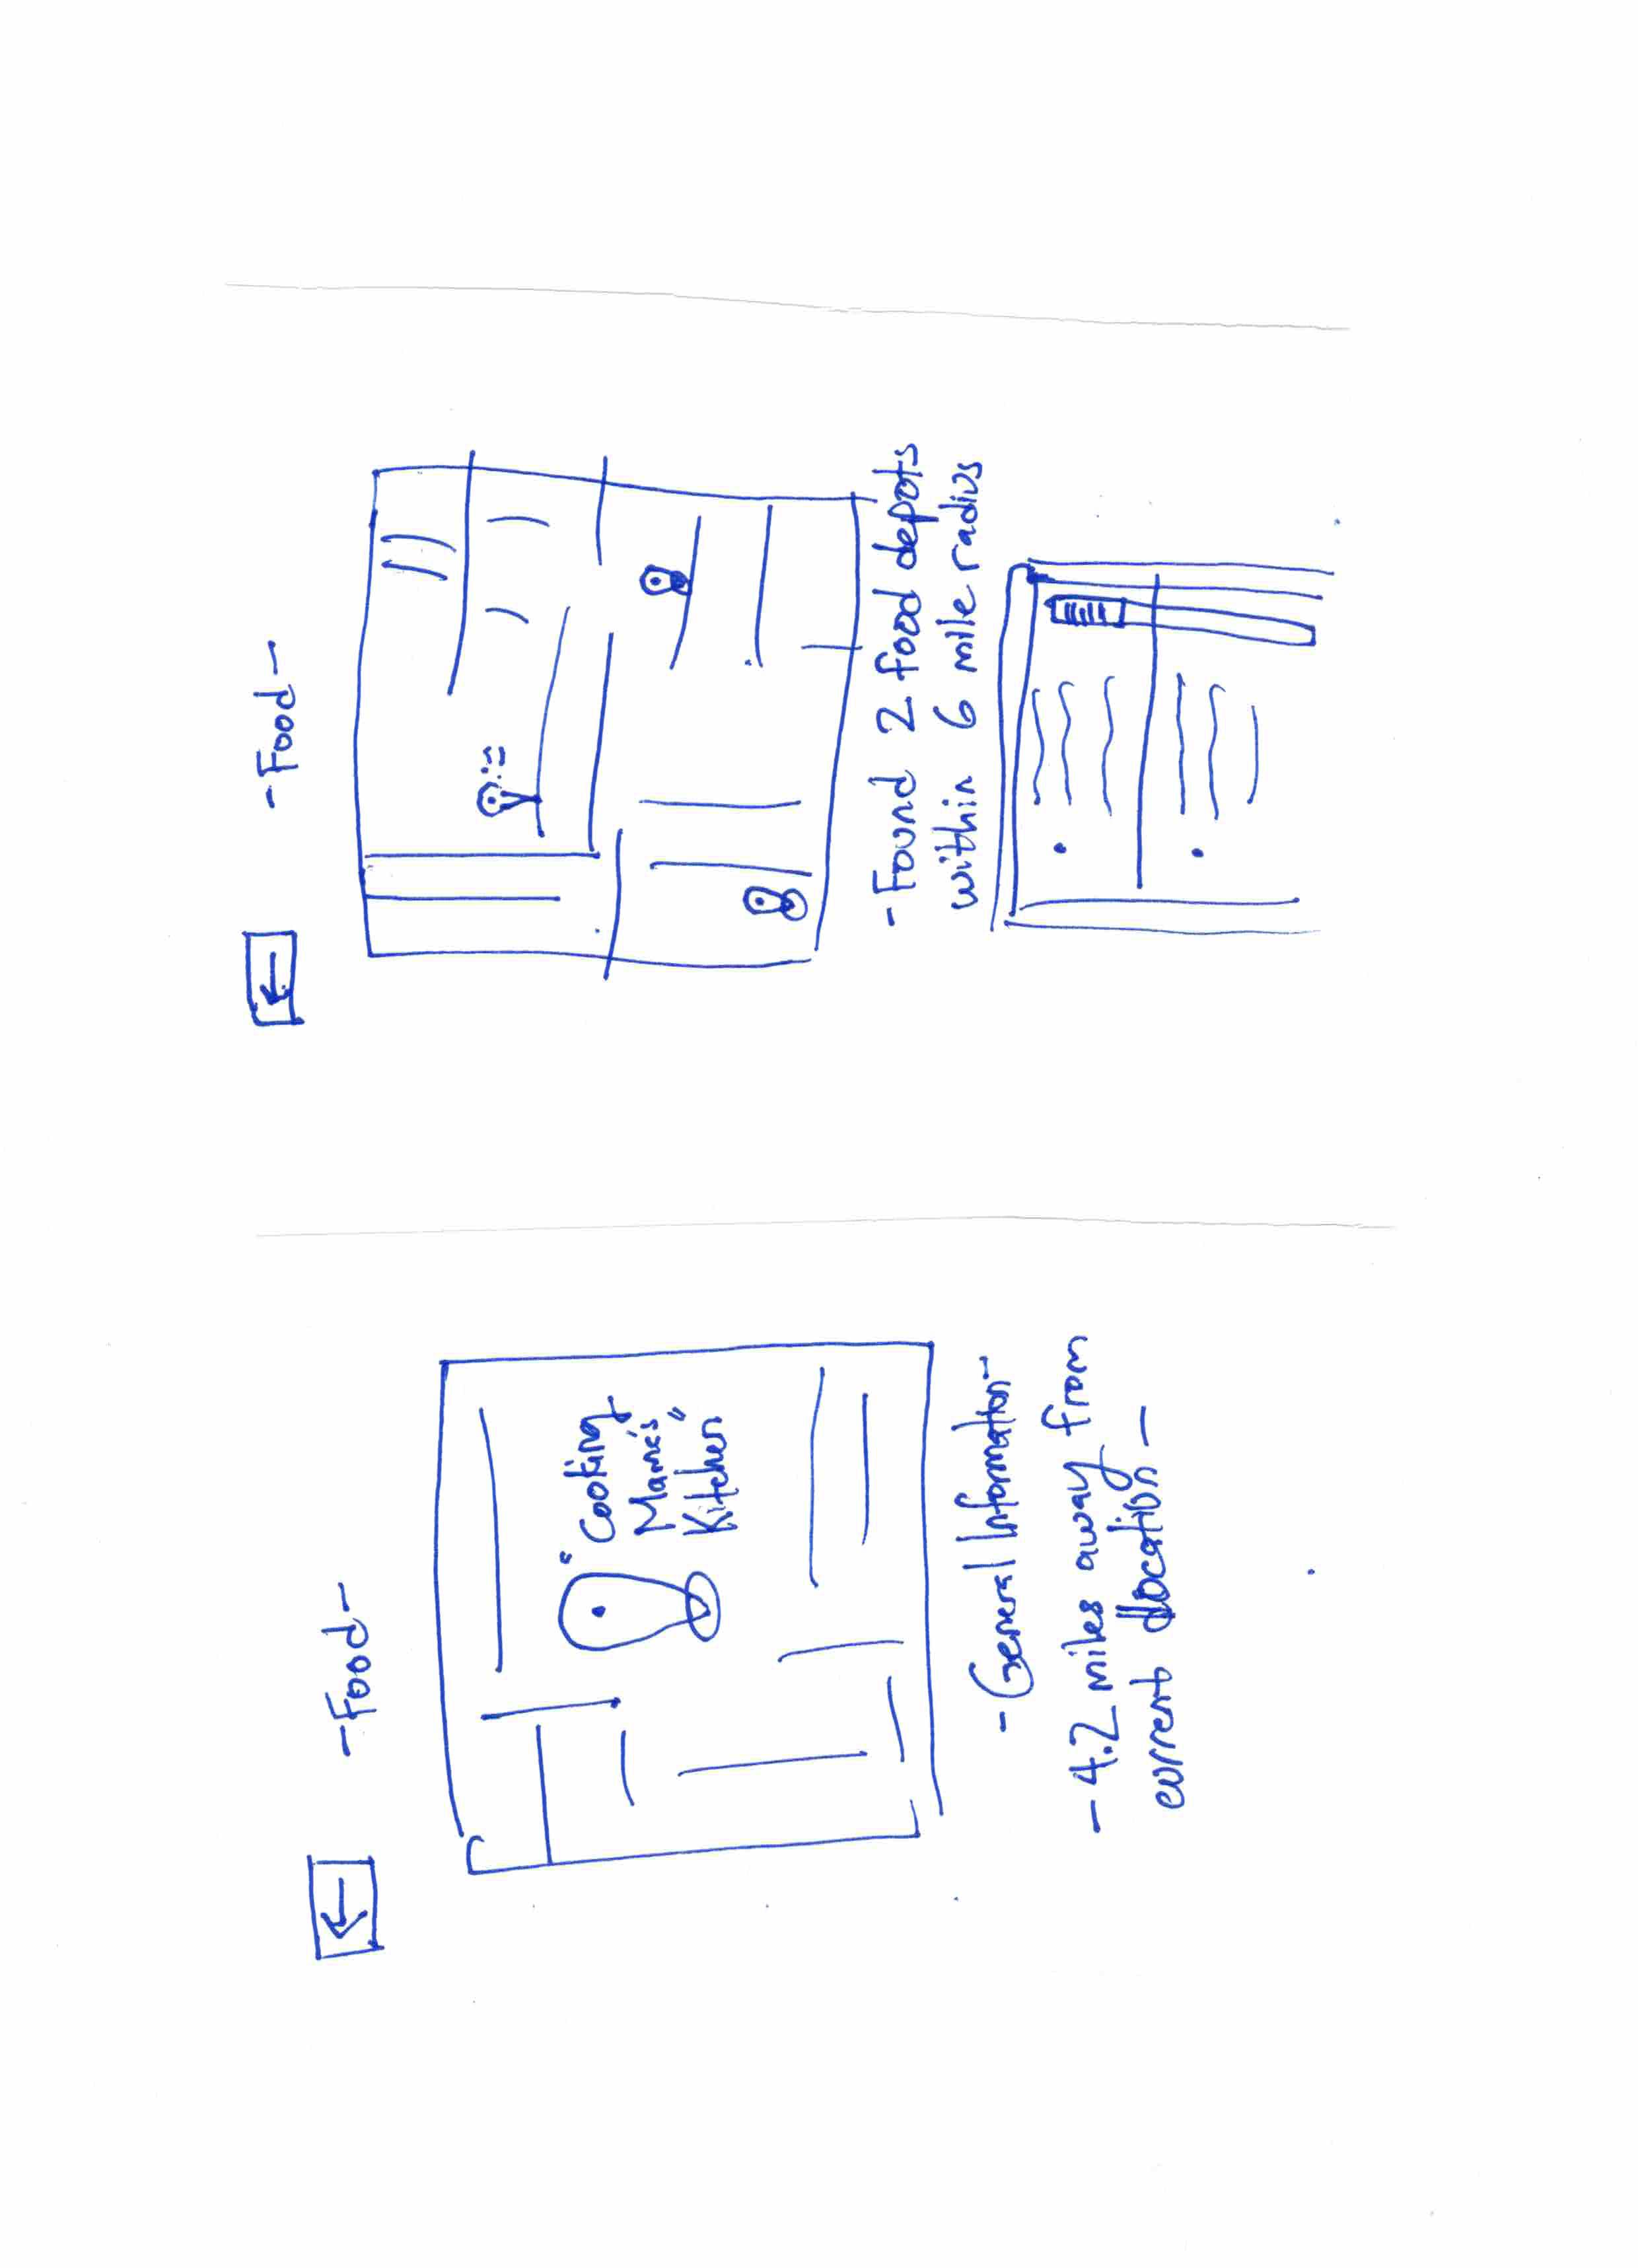 -Food-
"Cooking
Mama's
Kitchen"
-General Information-
-4.2 miles away from
current location-
-Food-
-Found 2 food depots
within 6 mile radius